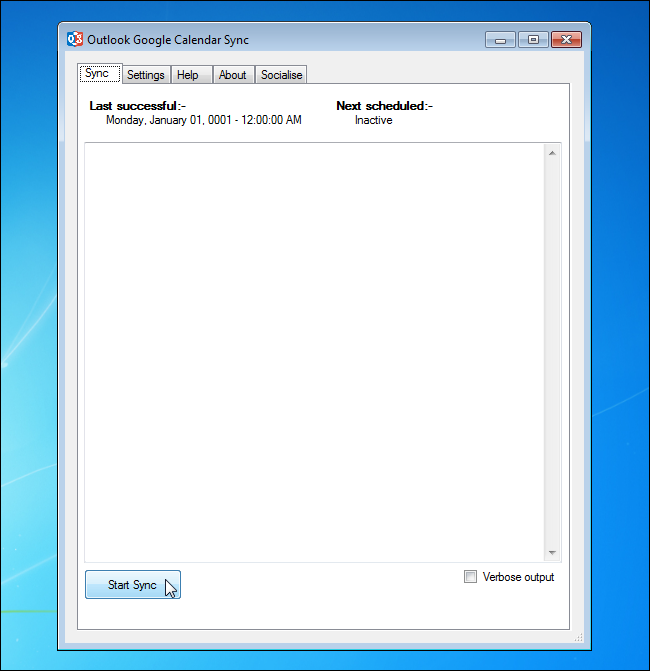 Outlook Google Calendar Sync
Sync Settings Help About Socialise
Last successful:- Next scheduled:-
Monday, January 01, 0001 - 12:00:00 AM Inactive
Start Sync Verbose output